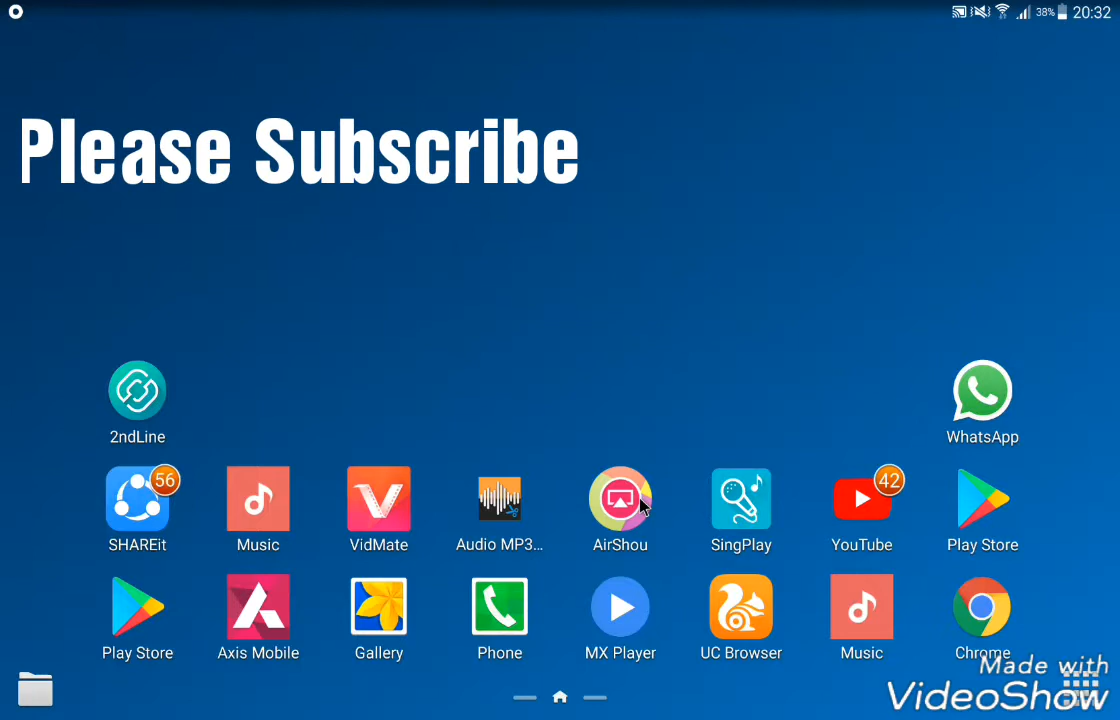 38% 20:32
Please Subscribe
2ndLine
WhatsApp
56
42
SHAREit
Music
VidMate
Audio MP3...
AirShou
SingPlay
YouTube
Play Store
Play Store
Axis Mobile
Gallery
Phone
MX Player
UC Browser
Music
Chrome
Made with
VideoShow